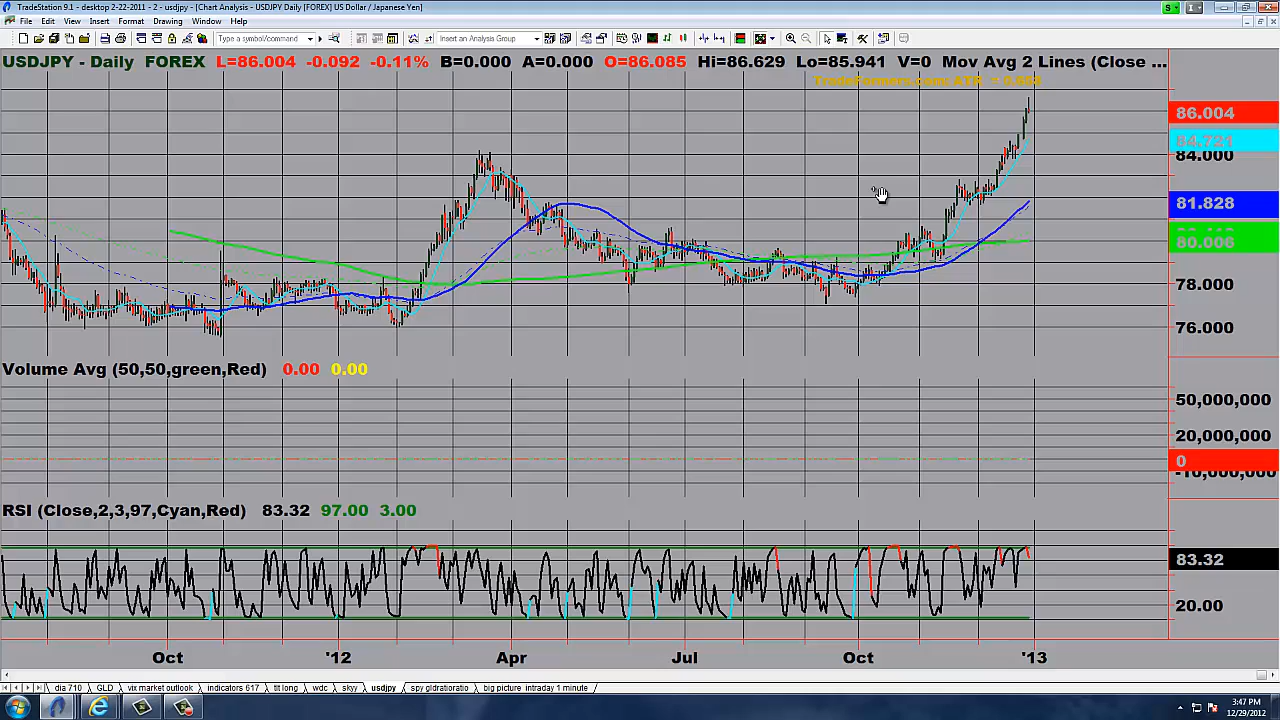 TradeStation 9.1 - desktop 2-22-2011 - 2 - usdjpy - [Chart Analysis - USDJPY Daily [FOREX] US Dollar / Japanese Yen]
File Edit View Insert Format Drawing Window Help
Type a symbol/command Insert an Analysis Group
USDJPY - Daily FOREX L=86.004 -0.092 -0.11% B=0.000 A=0.000 O=86.085 Hi=86.629 Lo=85.941 V=0 Mov Avg 2 Lines (Close ...
86.004
84.721
84.000
81.828
80.006
78.000
76.000
Volume Avg (50,50,green,Red) 0.00 0.00
50,000,000
20,000,000
0
-10,000,000
RSI (Close,2,3,97,Cyan,Red) 83.32 97.00 3.00
83.32
20.00
Oct '12 Apr Jul Oct '13
dia 710 GLD vix market outlook indicators 617 tlt long wdc skyy usdjpy spy gldratioratio big picture intraday 1 minute
3:47 PM
12/29/2012